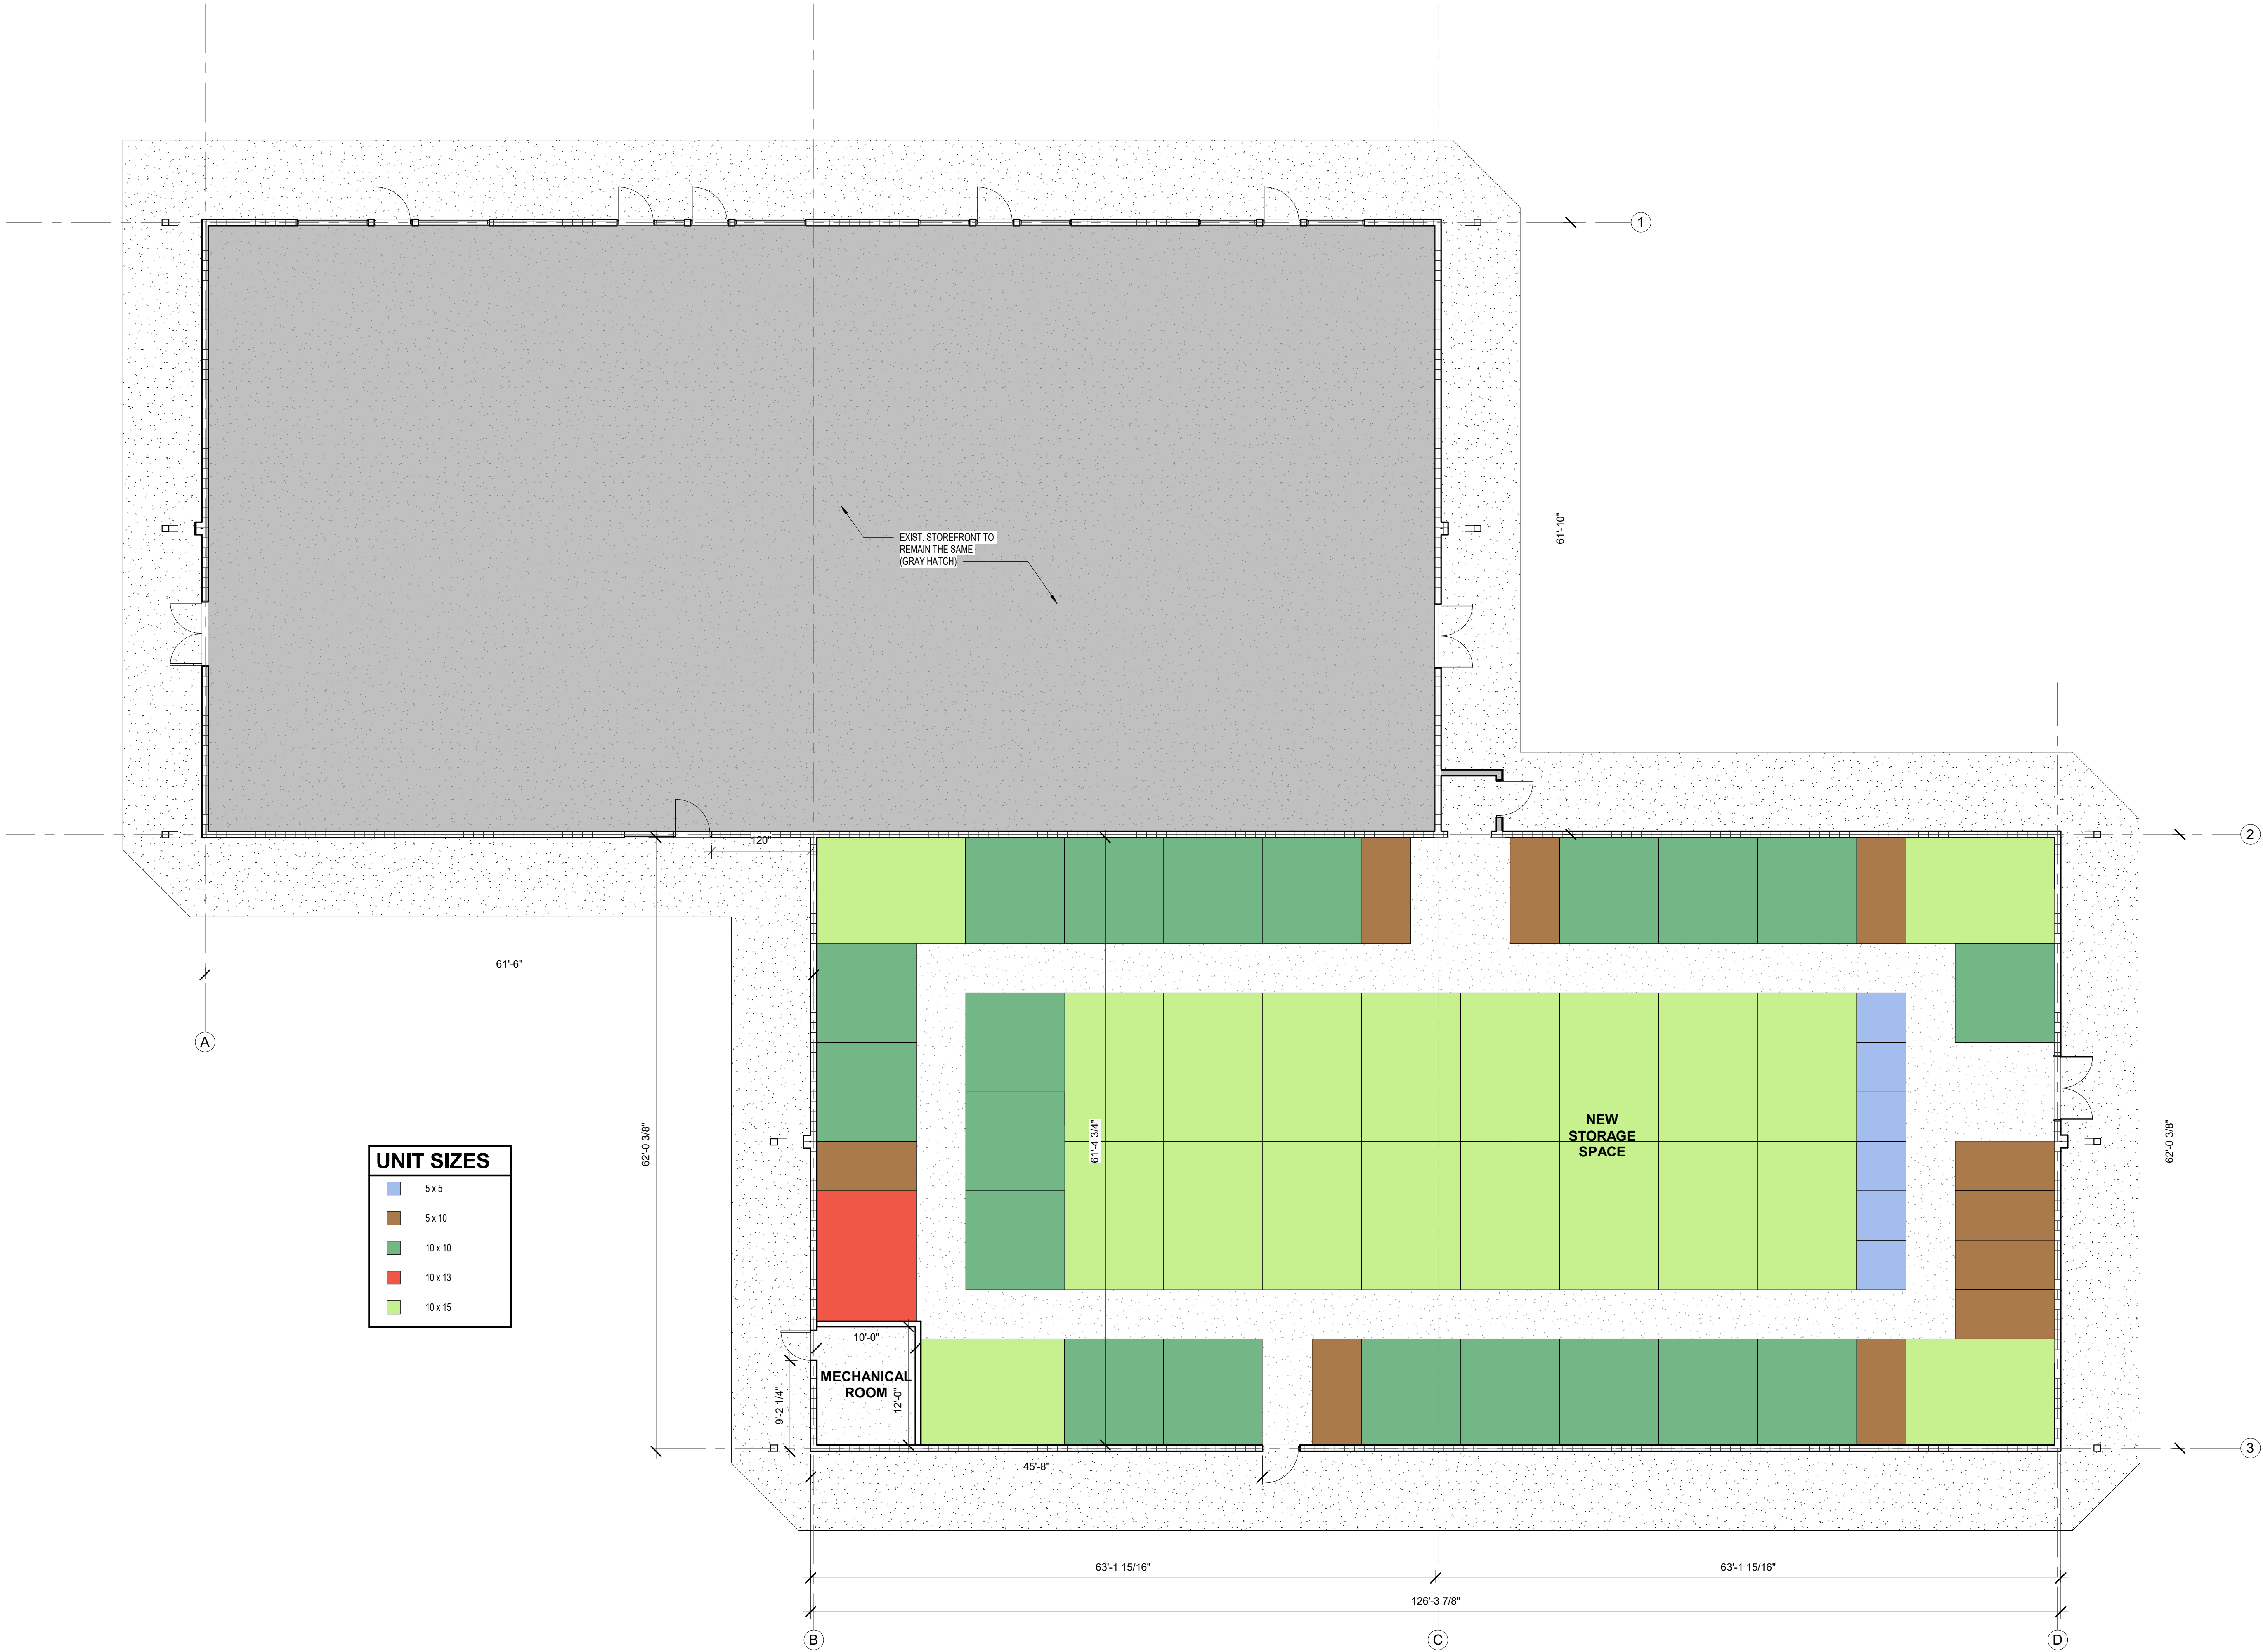 1
61'-10"
EXIST. STOREFRONT TO
REMAIN THE SAME
(GRAY HATCH)
120"
2
61'-6"
A
62'-0 3/8"
61'-4 3/4"
NEW
STORAGE
SPACE
62'-0 3/8"
UNIT SIZES
5 x 5
5 x 10
10 x 10
10 x 13
10 x 15
10'-0"
MECHANICAL
ROOM
12'-0"
9'-2 1/4"
3
45'-8"
63'-1 15/16"
63'-1 15/16"
126'-3 7/8"
B
C
D